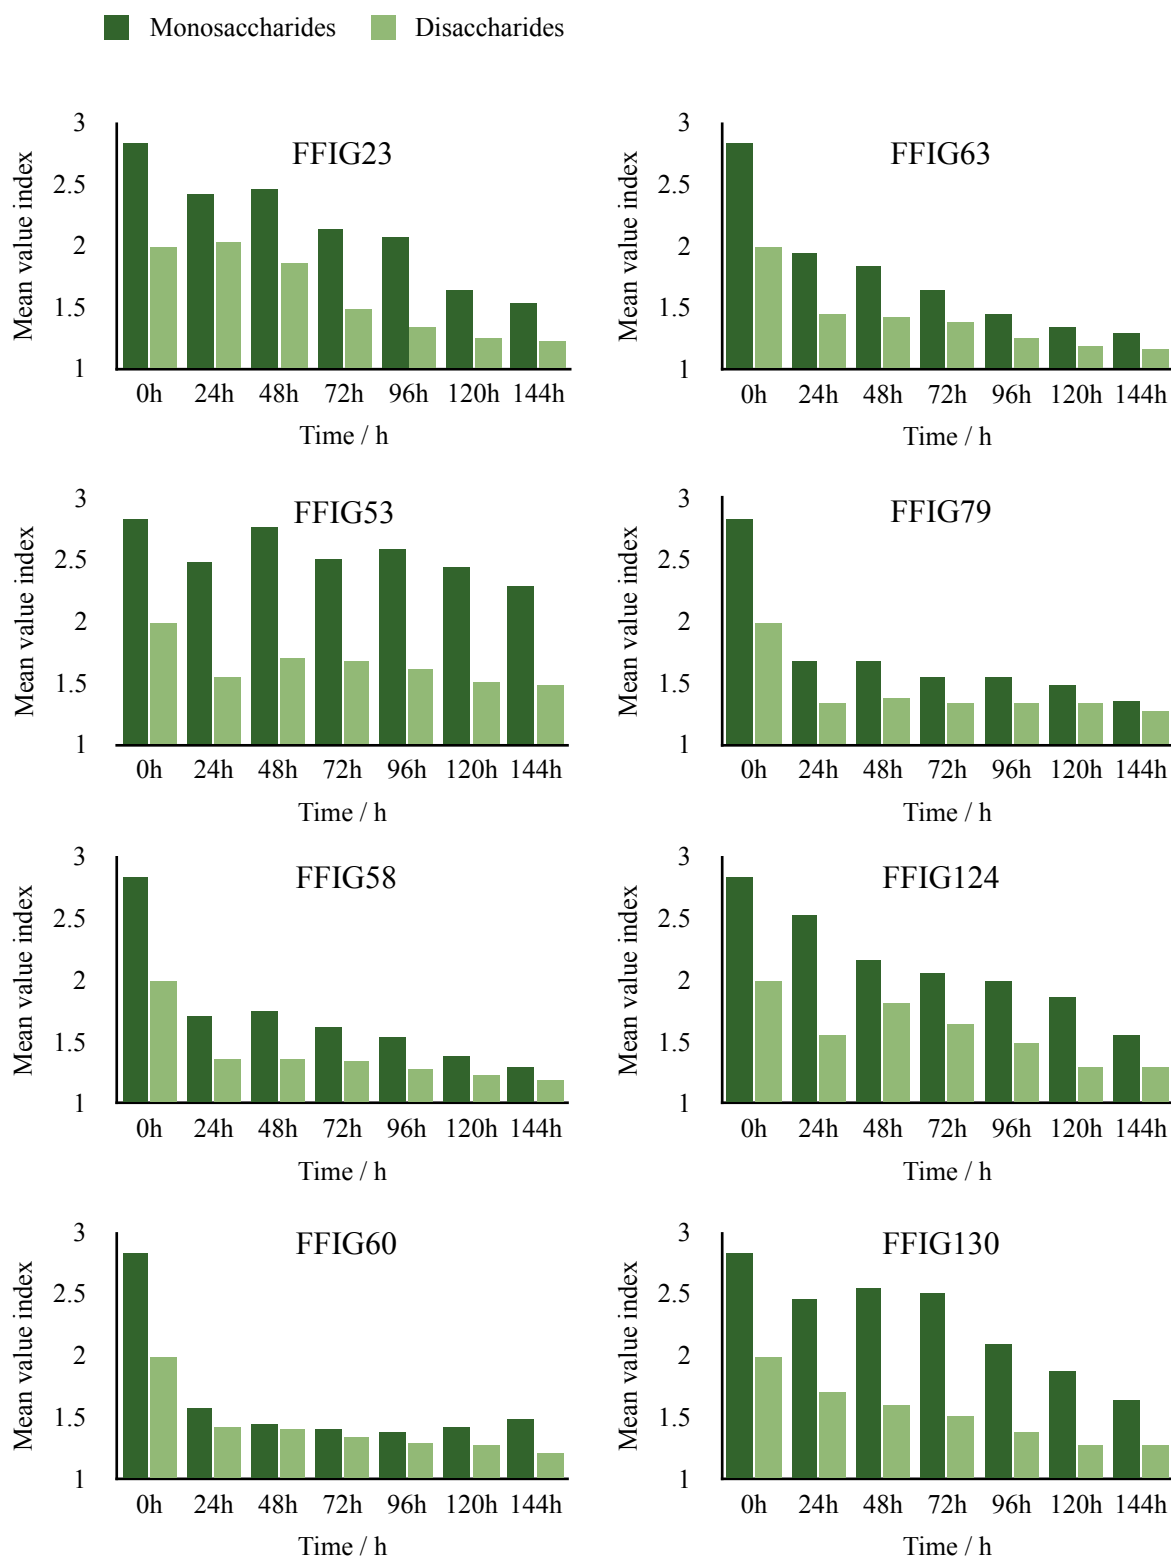 Monosaccharides Disaccharides
FFIG23
Mean value index
3
2.5
2
1.5
1
0h 24h 48h 72h 96h 120h 144h
Time / h
FFIG63
Mean value index
3
2.5
2
1.5
1
0h 24h 48h 72h 96h 120h 144h
Time / h
FFIG53
Mean value index
3
2.5
2
1.5
1
0h 24h 48h 72h 96h 120h 144h
Time / h
FFIG79
Mean value index
3
2.5
2
1.5
1
0h 24h 48h 72h 96h 120h 144h
Time / h
FFIG58
Mean value index
3
2.5
2
1.5
1
0h 24h 48h 72h 96h 120h 144h
Time / h
FFIG124
Mean value index
3
2.5
2
1.5
1
0h 24h 48h 72h 96h 120h 144h
Time / h
FFIG60
Mean value index
3
2.5
2
1.5
1
0h 24h 48h 72h 96h 120h 144h
Time / h
FFIG130
Mean value index
3
2.5
2
1.5
1
0h 24h 48h 72h 96h 120h 144h
Time / h